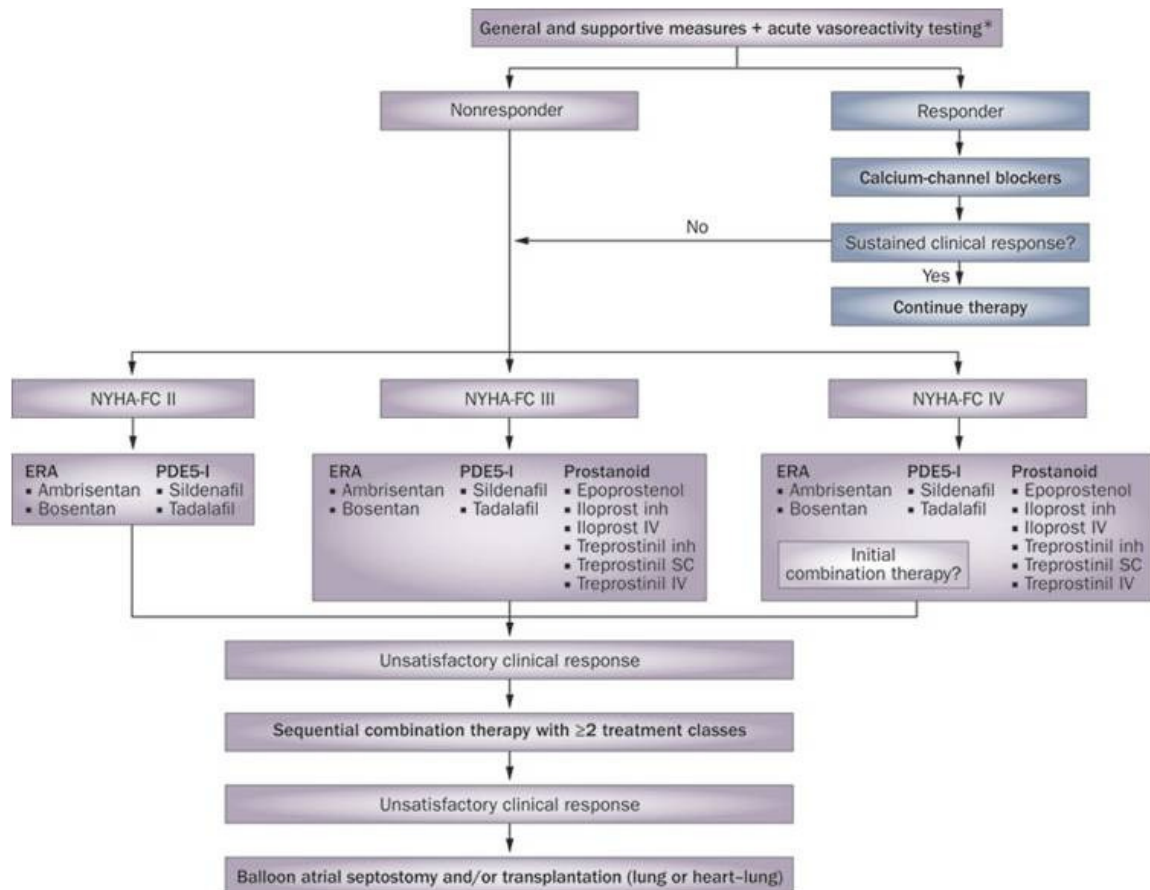 General and supportive measures + acute vasoreactivity testing*
Nonresponder
Responder
Calcium-channel blockers
No
Sustained clinical response?
Yes
Continue therapy
NYHA-FC II
NYHA-FC III
NYHA-FC IV
ERA
▪ Ambrisentan
▪ Bosentan
PDE5-I
▪ Sildenafil
▪ Tadalafil
ERA
▪ Ambrisentan
▪ Bosentan
PDE5-I
▪ Sildenafil
▪ Tadalafil
Prostanoid
▪ Epoprostenol
▪ Iloprost inh
▪ Iloprost IV
▪ Treprostinil inh
▪ Treprostinil SC
▪ Treprostinil IV
ERA
▪ Ambrisentan
▪ Bosentan
PDE5-I
▪ Sildenafil
▪ Tadalafil
Prostanoid
▪ Epoprostenol
▪ Iloprost inh
▪ Iloprost IV
▪ Treprostinil inh
▪ Treprostinil SC
▪ Treprostinil IV
Initial
combination therapy?
Unsatisfactory clinical response
Sequential combination therapy with ≥2 treatment classes
Unsatisfactory clinical response
Balloon atrial septostomy and/or transplantation (lung or heart–lung)